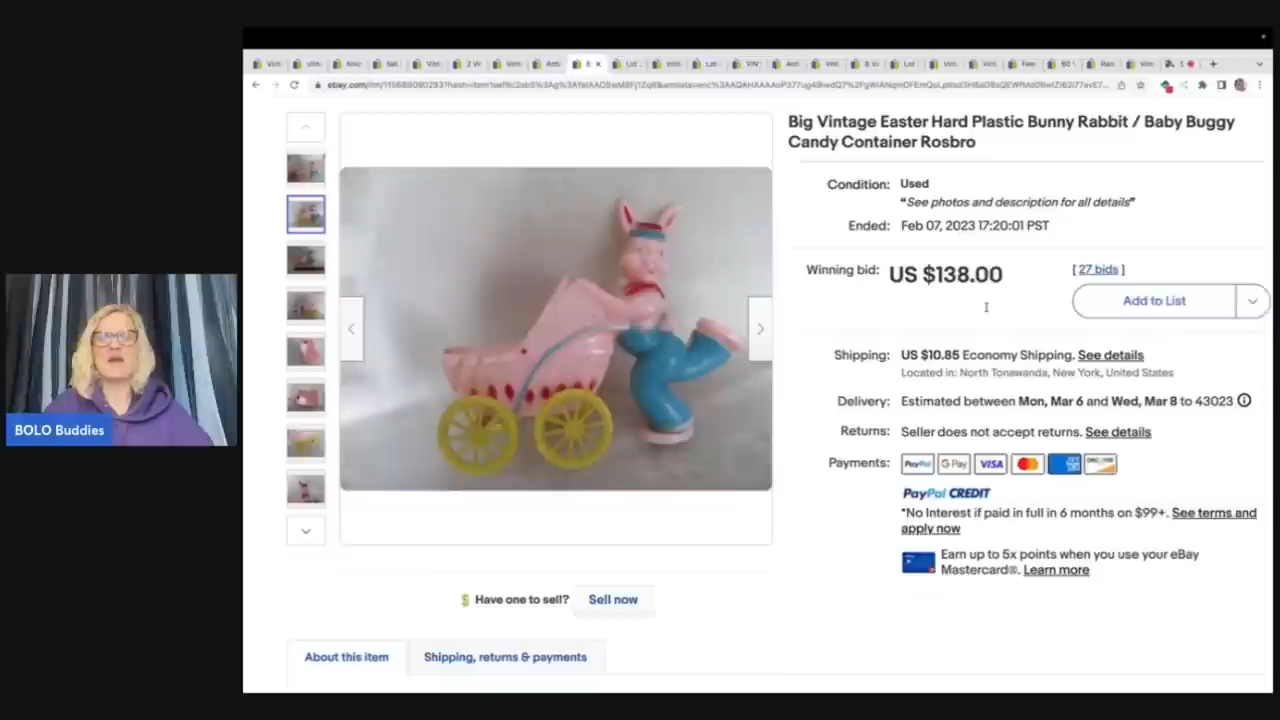 ebay.com
Big Vintage Easter Hard Plastic Bunny Rabbit / Baby Buggy
Candy Container Rosbro
Condition: Used
“See photos and description for all details”
Ended: Feb 07, 2023 17:20:01 PST
Winning bid: US $138.00 [ 27 bids ]
Add to List
Shipping: US $10.85 Economy Shipping. See details
Located in: North Tonawanda, New York, United States
Delivery: Estimated between Mon, Mar 6 and Wed, Mar 8 to 43023
Returns: Seller does not accept returns. See details
Payments: PayPal G Pay VISA
PayPal CREDIT
*No Interest if paid in full in 6 months on $99+. See terms and
apply now
Earn up to 5x points when you use your eBay
Mastercard®. Learn more
Have one to sell? Sell now
About this item Shipping, returns & payments
BOLO Buddies